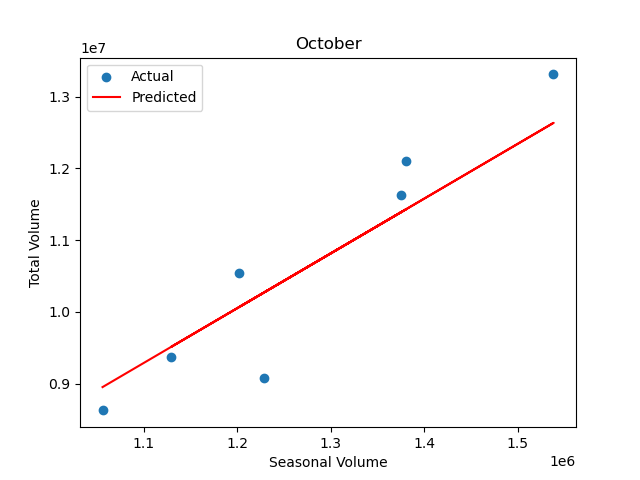 October
1e7
Actual
Predicted
1.3
1.2
1.1
1.0
0.9
Total Volume
1.1 1.2 1.3 1.4 1.5
1e6
Seasonal Volume